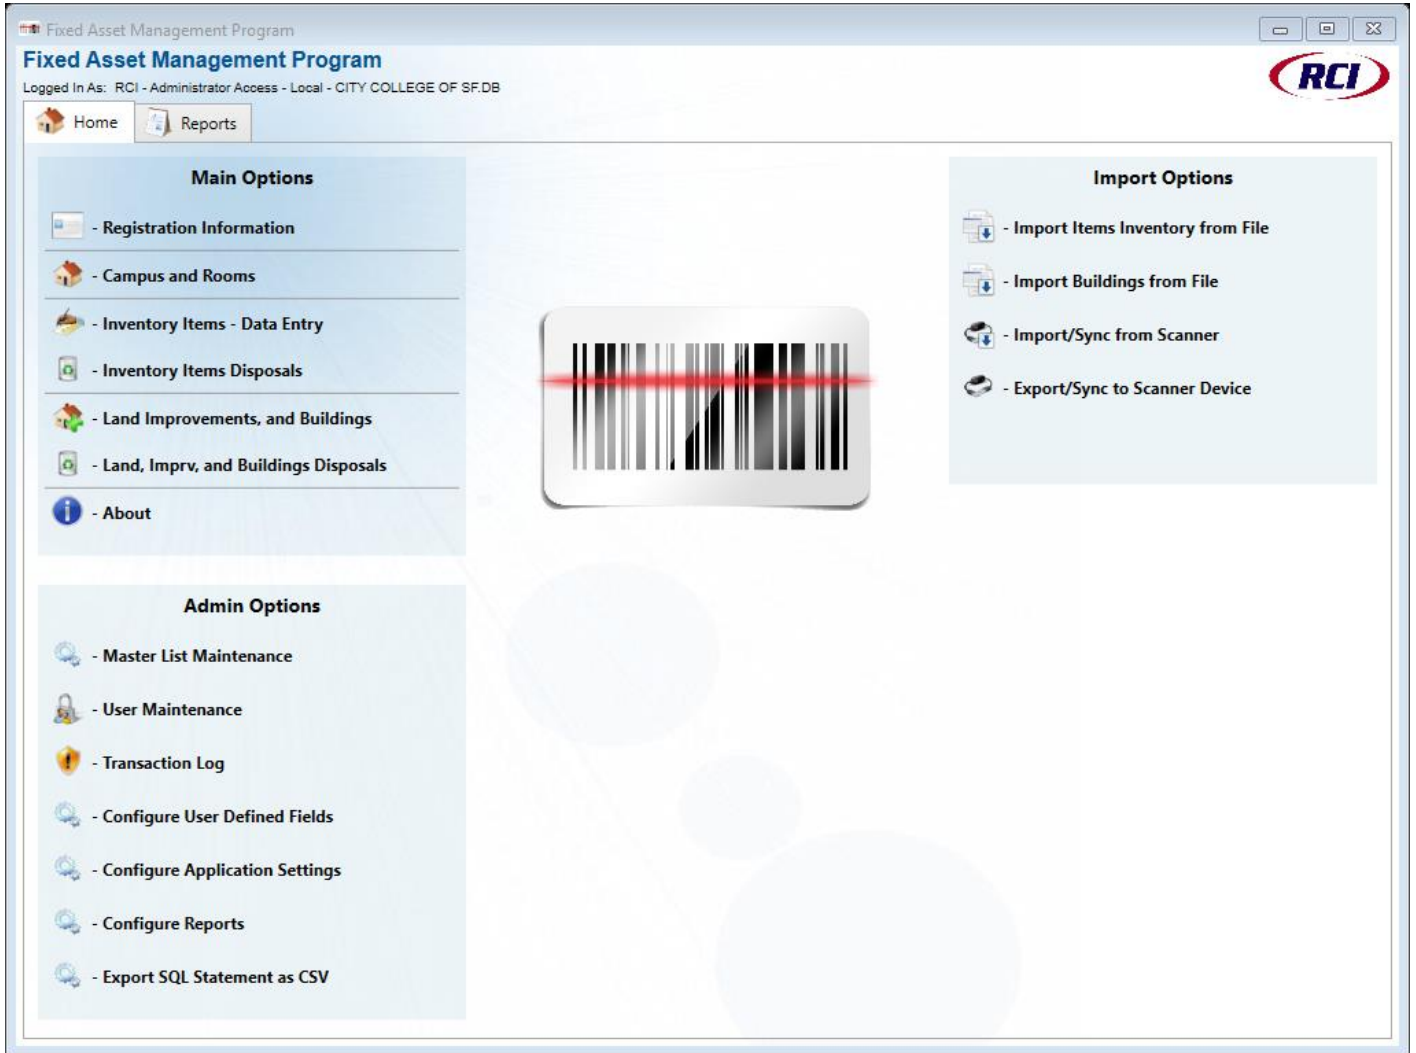 Fixed Asset Management Program
Fixed Asset Management Program
Logged In As: RCI - Administrator Access - Local - CITY COLLEGE OF SF.DB
RCI
Home
Reports
Main Options
- Registration Information
- Campus and Rooms
- Inventory Items - Data Entry
- Inventory Items Disposals
- Land Improvements, and Buildings
- Land, Imprv, and Buildings Disposals
- About
Admin Options
- Master List Maintenance
- User Maintenance
- Transaction Log
- Configure User Defined Fields
- Configure Application Settings
- Configure Reports
- Export SQL Statement as CSV
Import Options
- Import Items Inventory from File
- Import Buildings from File
- Import/Sync from Scanner
- Export/Sync to Scanner Device